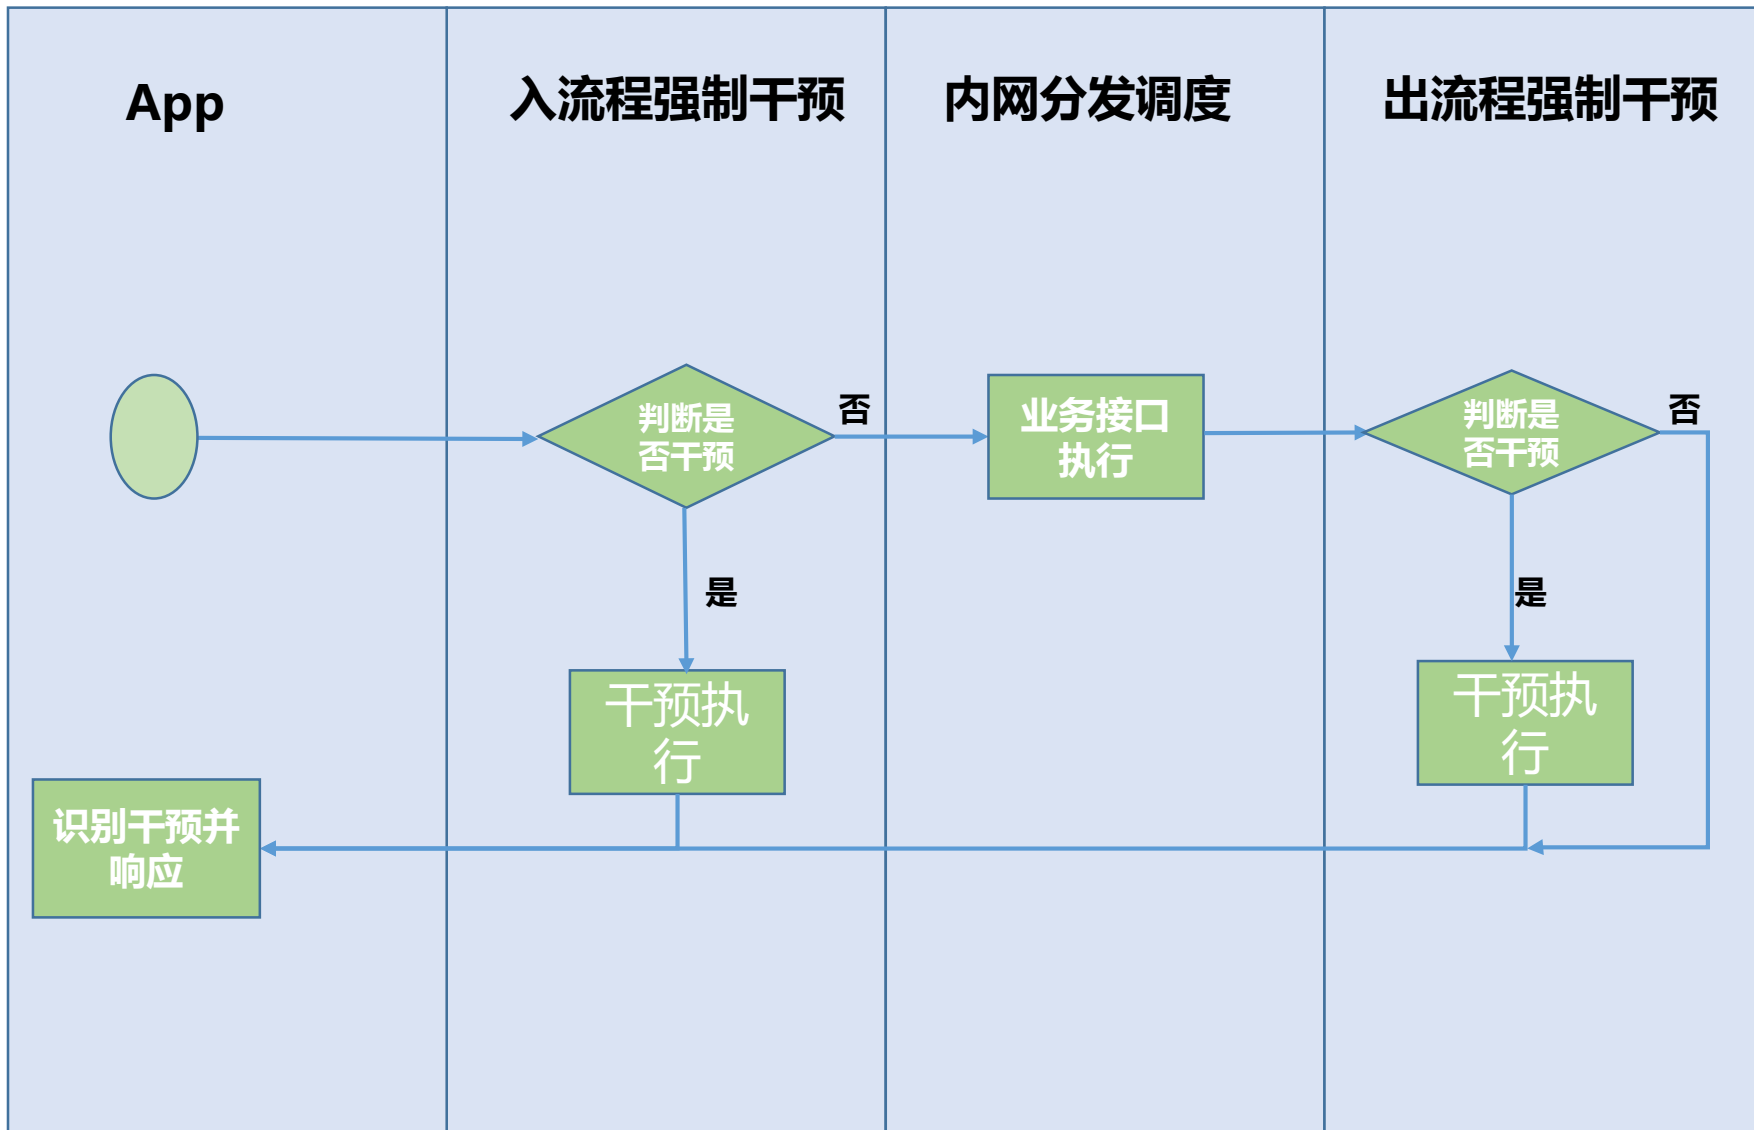 App
入流程强制干预
内网分发调度
出流程强制干预
判断是
否干预
否
业务接口
执行
判断是
否干预
否
是
是
干预执
行
干预执
行
识别干预并
响应